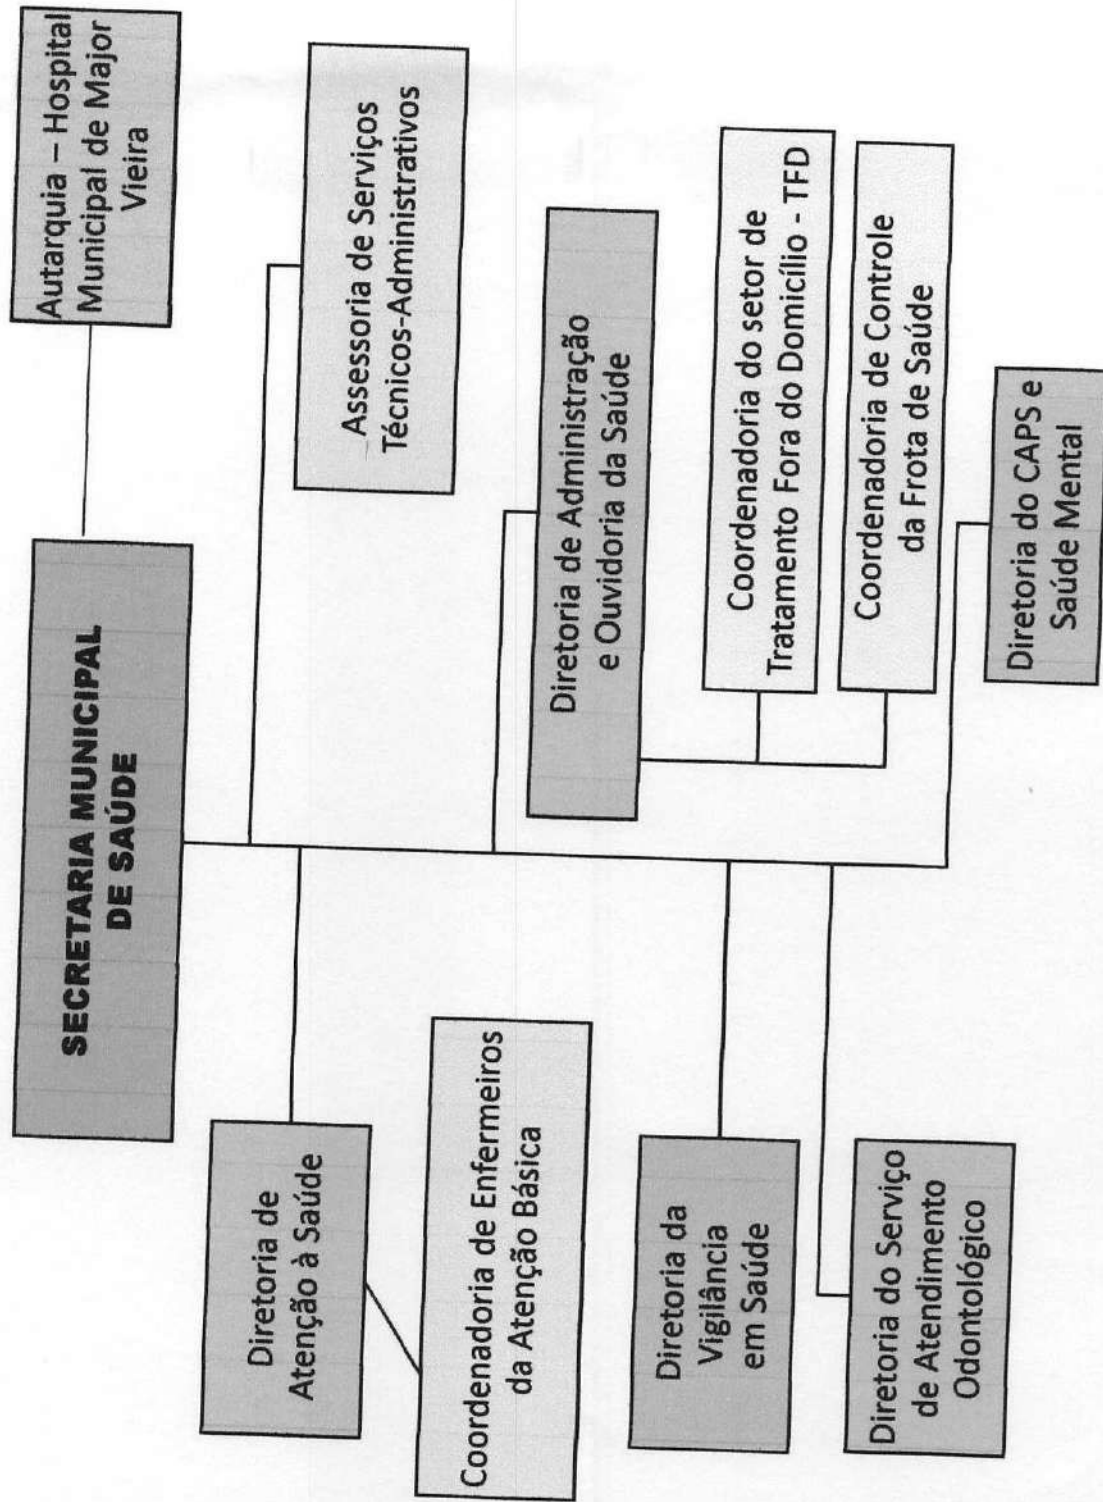 SECRETARIA MUNICIPAL
DE SAÚDE
Autarquia – Hospital
Municipal de Major
Vieira
Assessoria de Serviços
Técnicos-Administrativos
Diretoria de
Atenção à Saúde
Coordenadoria de Enfermeiros
da Atenção Básica
Diretoria de Administração
e Ouvidoria da Saúde
Coordenadoria do setor de
Tratamento Fora do Domicílio - TFD
Coordenadoria de Controle
da Frota de Saúde
Diretoria da
Vigilância
em Saúde
Diretoria do Serviço
de Atendimento
Odontológico
Diretoria do CAPS e
Saúde Mental